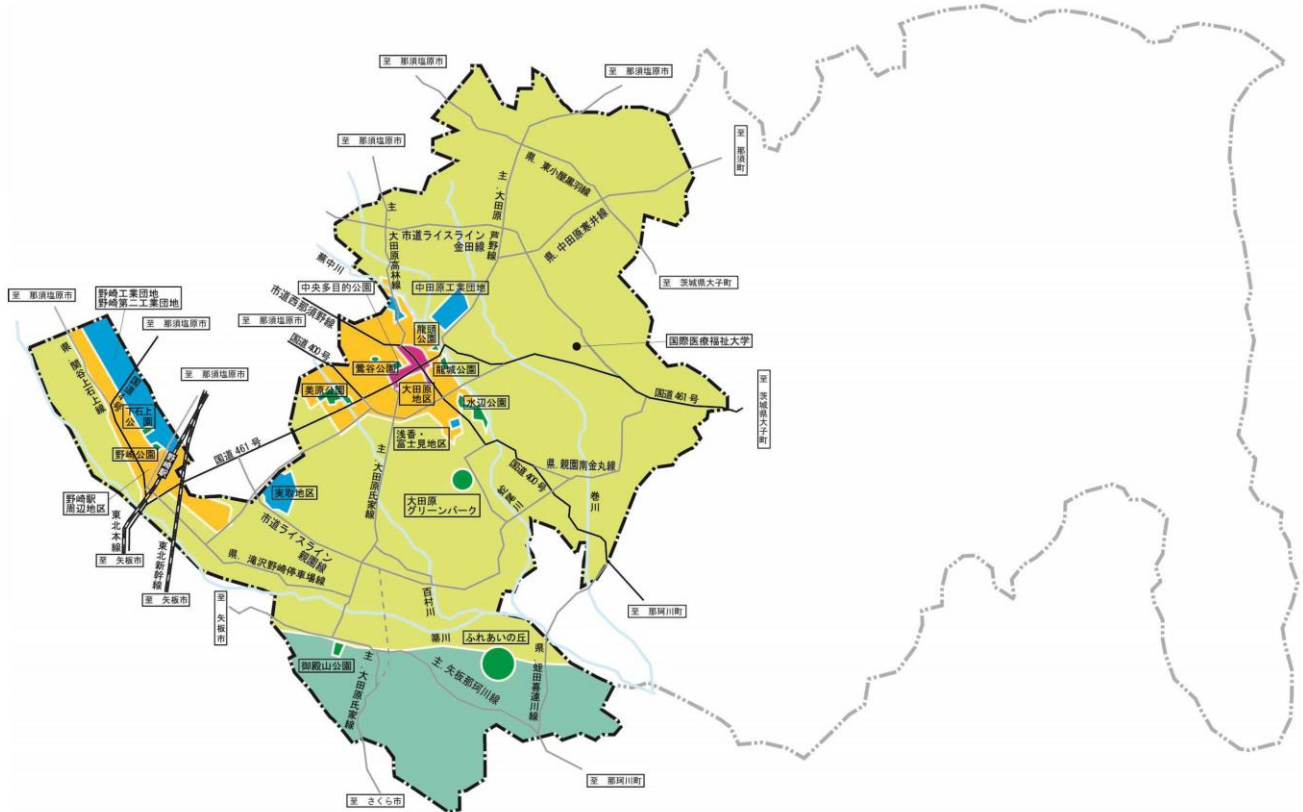 至 那須塩原市
至 那須塩原市
至 那須塩原市
至 那須町
県.東小屋黒羽線
主.大田原
芦野線
県.中田原寒井線
主.大田原高林線
市道ライスライン
金田線
蕪中川
至 茨城県大子町
中央多目的公園
中田原工業団地
至 那須塩原市
野崎工業団地
野崎第二工業団地
至 那須塩原市
至 那須塩原市
市道西那須野線
国道400号
龍頭
公園
国際医療福祉大学
至 那須塩原市
県.関谷上石上線
鶯谷公園
龍城公園
大田原
地区
美原公園
水辺公園
国道461号
至 茨城県大子町
下石上
公園
浅香・
富士見地区
野崎公園
国道461号
主.大田原氏家線
県.親園南金丸線
国道400号
巻川
実取地区
大田原
グリーンパーク
野崎駅
周辺地区
東北本線
東北新幹線
市道ライスライン
親園線
県.滝沢野崎停車場線
至 矢板市
至 矢板市
至 矢板市
百村川
至 那珂川町
箒川
ふれあいの丘
御殿山公園
主.大田原氏家線
主.矢板那珂川線
県.蛭田喜連川線
至 那珂川町
至 さくら市